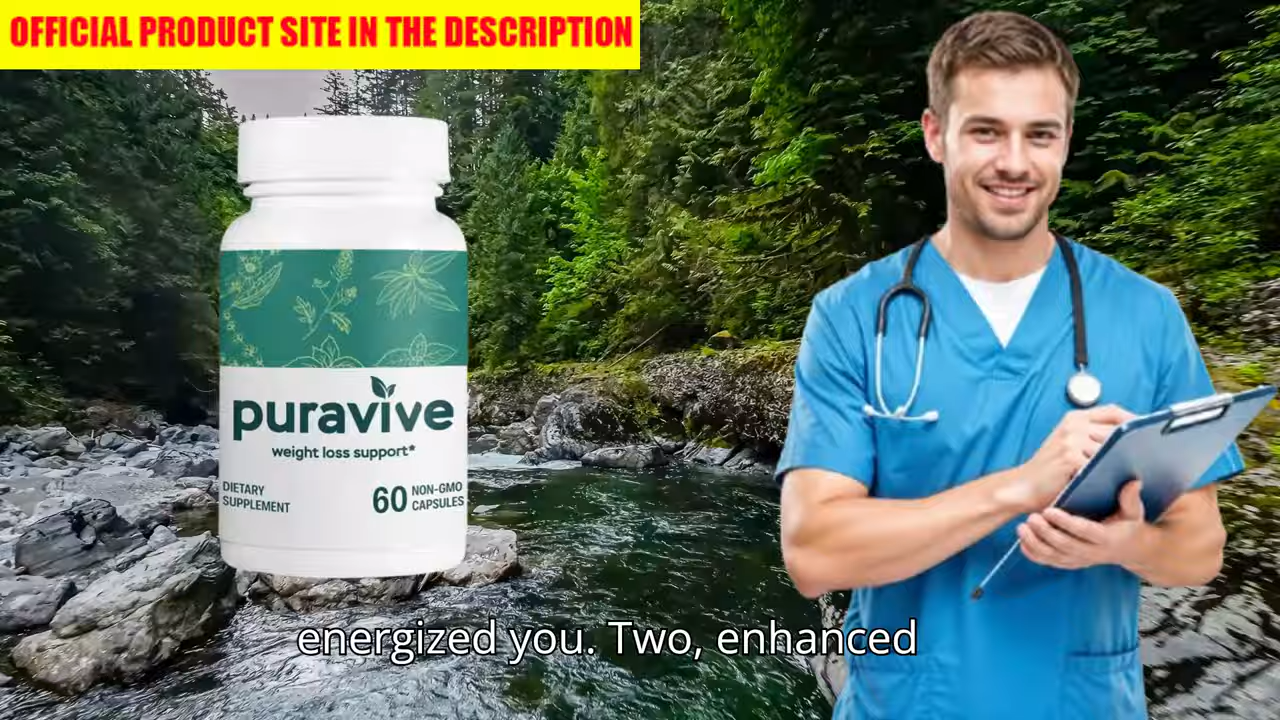 OFFICIAL PRODUCT SITE IN THE DESCRIPTION
puravive
weight loss support*
DIETARY
SUPPLEMENT
60 NON-GMO
CAPSULES
energized you. Two, enhanced